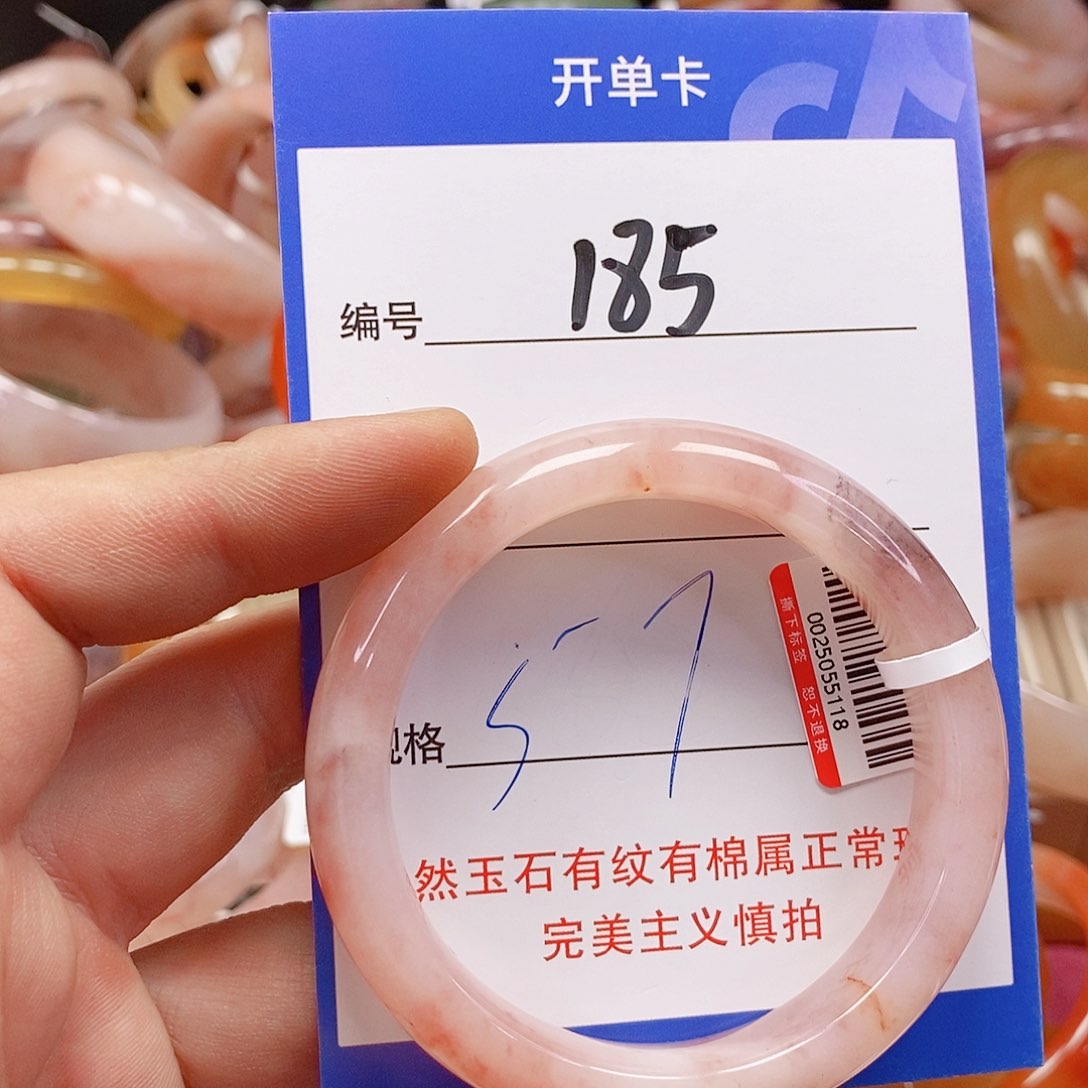 开单卡
编号 185
规格 57
撕下标签 恕不退换
0025055118
然玉石有纹有棉属正常
完美主义慎拍